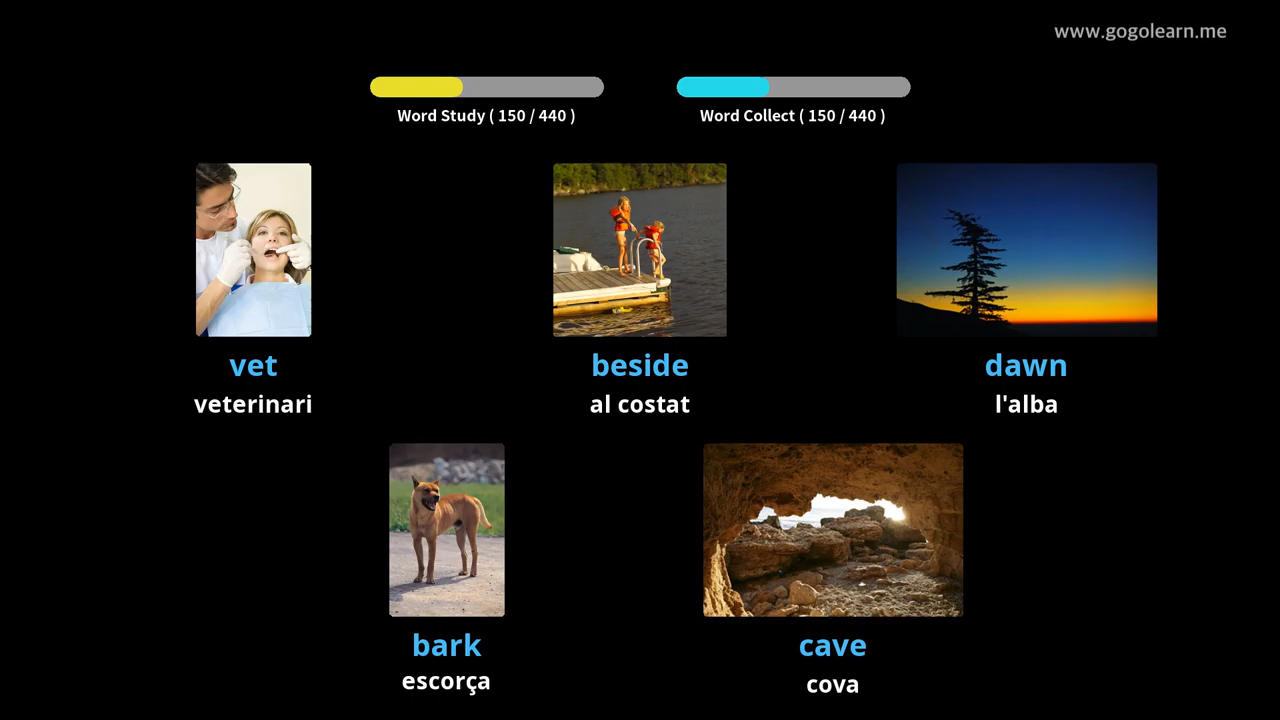 www.gogolearn.me
Word Study ( 150 / 440 )
Word Collect ( 150 / 440 )
vet
veterinari
beside
al costat
dawn
l'alba
bark
escorça
cave
cova